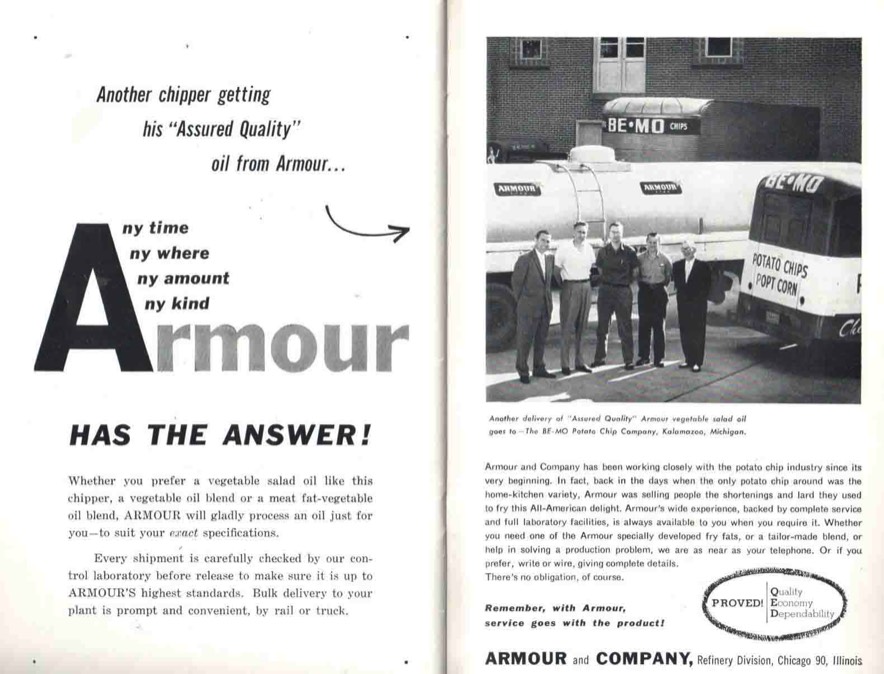 Another chipper getting
his "Assured Quality"
oil from Armour...
Any time
ny where
ny amount
ny kind
Armour
HAS THE ANSWER!
Whether you prefer a vegetable salad oil like this
chipper, a vegetable oil blend or a meat fat-vegetable
oil blend, ARMOUR will gladly process an oil just for
you—to suit your exact specifications.
Every shipment is carefully checked by our con-
trol laboratory before release to make sure it is up to
ARMOUR'S highest standards. Bulk delivery to your
plant is prompt and convenient, by rail or truck.
BE•MO CHIPS
ARMOUR
ARMOUR
BE•MO
POTATO CHIPS
POPT CORN
Another delivery of "Assured Quality" Armour vegetable salad oil
goes to—The BE-MO Potato Chip Company, Kalamazoo, Michigan.
Armour and Company has been working closely with the potato chip industry since its
very beginning. In fact, back in the days when the only potato chip around was the
home-kitchen variety, Armour was selling people the shortenings and lard they used
to fry this All-American delight. Armour's wide experience, backed by complete service
and full laboratory facilities, is always available to you when you require it. Whether
you need one of the Armour specially developed fry fats, or a tailor-made blend, or
help in solving a production problem, we are as near as your telephone. Or if you
prefer, write or wire, giving complete details.
There's no obligation, of course.
Remember, with Armour,
service goes with the product!
PROVED!
Quality
Economy
Dependability
ARMOUR and COMPANY, Refinery Division, Chicago 90, Illinois